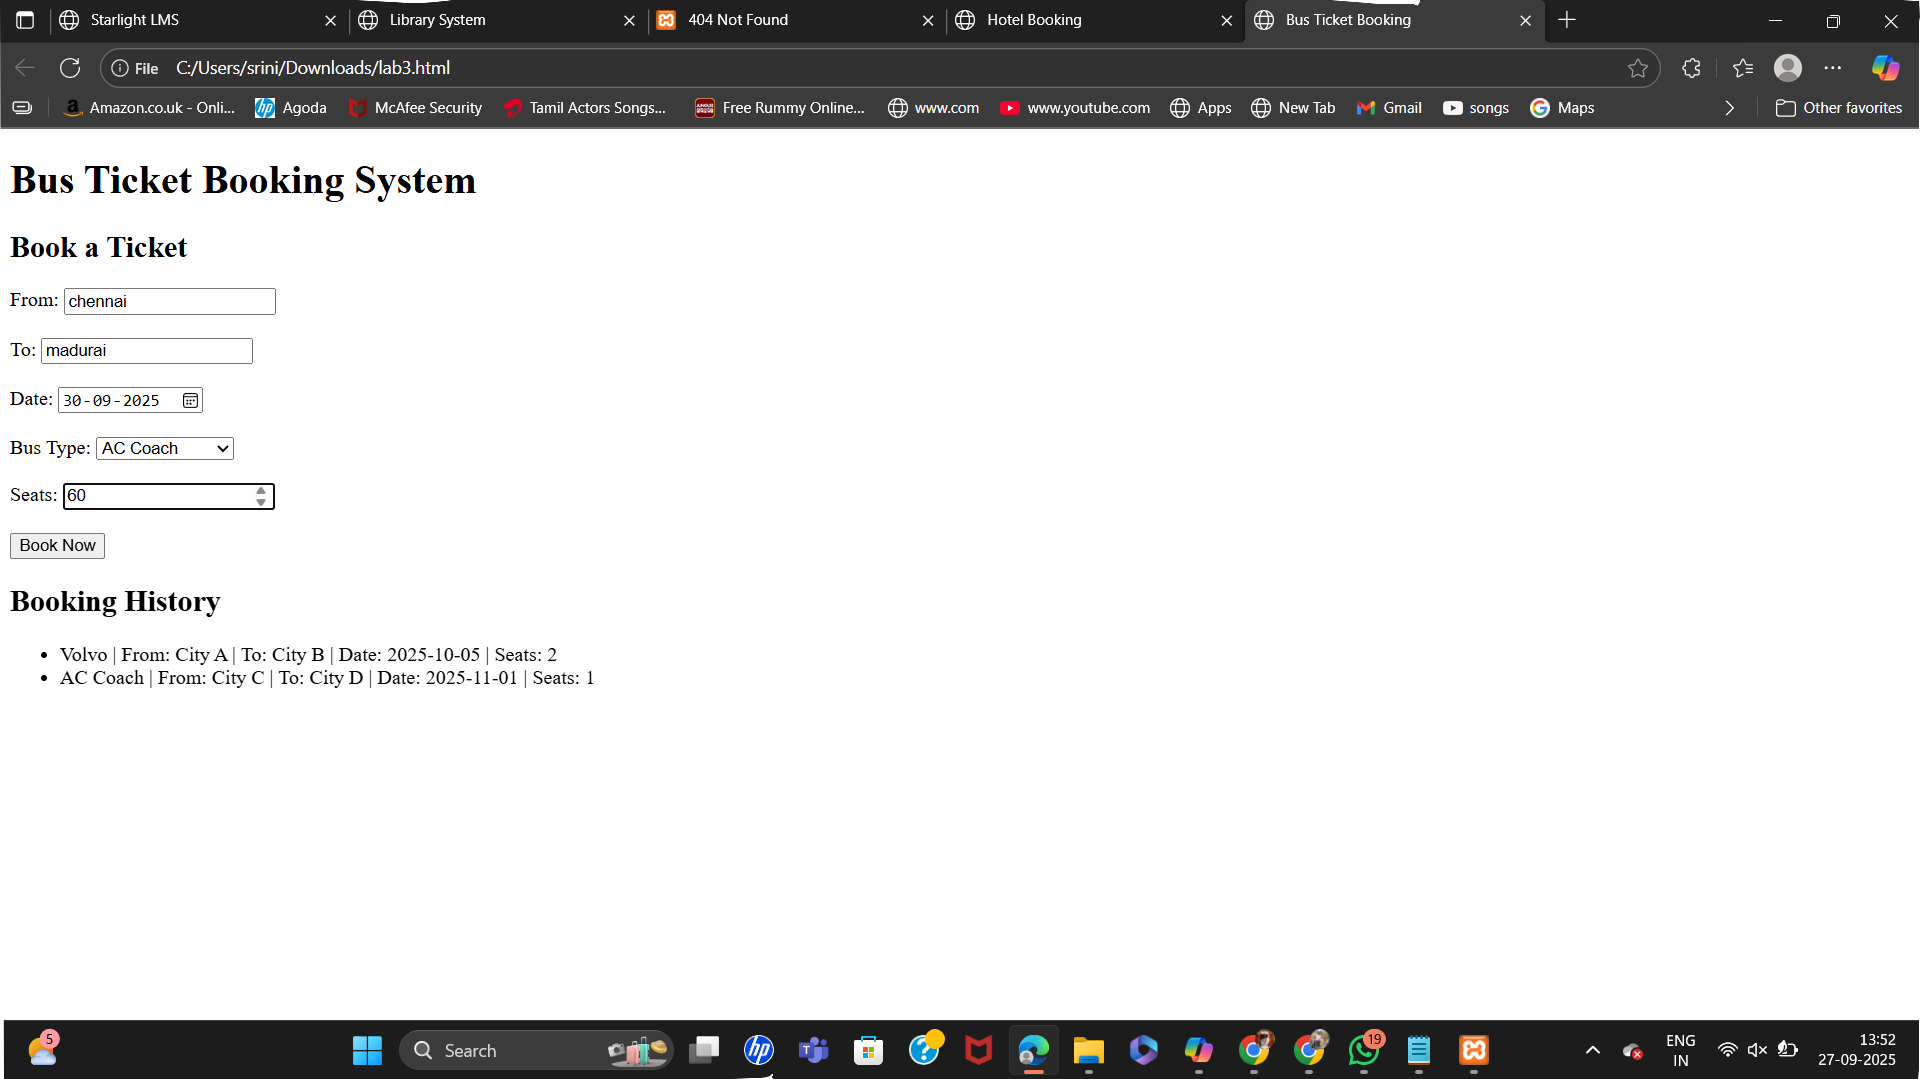 Starlight LMS
Library System
404 Not Found
Hotel Booking
Bus Ticket Booking
File C:/Users/srini/Downloads/lab3.html
Amazon.co.uk - Onli...
Agoda
McAfee Security
Tamil Actors Songs...
Free Rummy Online...
www.com
www.youtube.com
Apps
New Tab
Gmail
songs
Maps
Other favorites
Bus Ticket Booking System
Book a Ticket
From: chennai
To: madurai
Date: 30-09-2025
Bus Type: AC Coach
Seats: 60
Book Now
Booking History
Volvo | From: City A | To: City B | Date: 2025-10-05 | Seats: 2
AC Coach | From: City C | To: City D | Date: 2025-11-01 | Seats: 1
5
Search
19
ENG
IN
13:52
27-09-2025